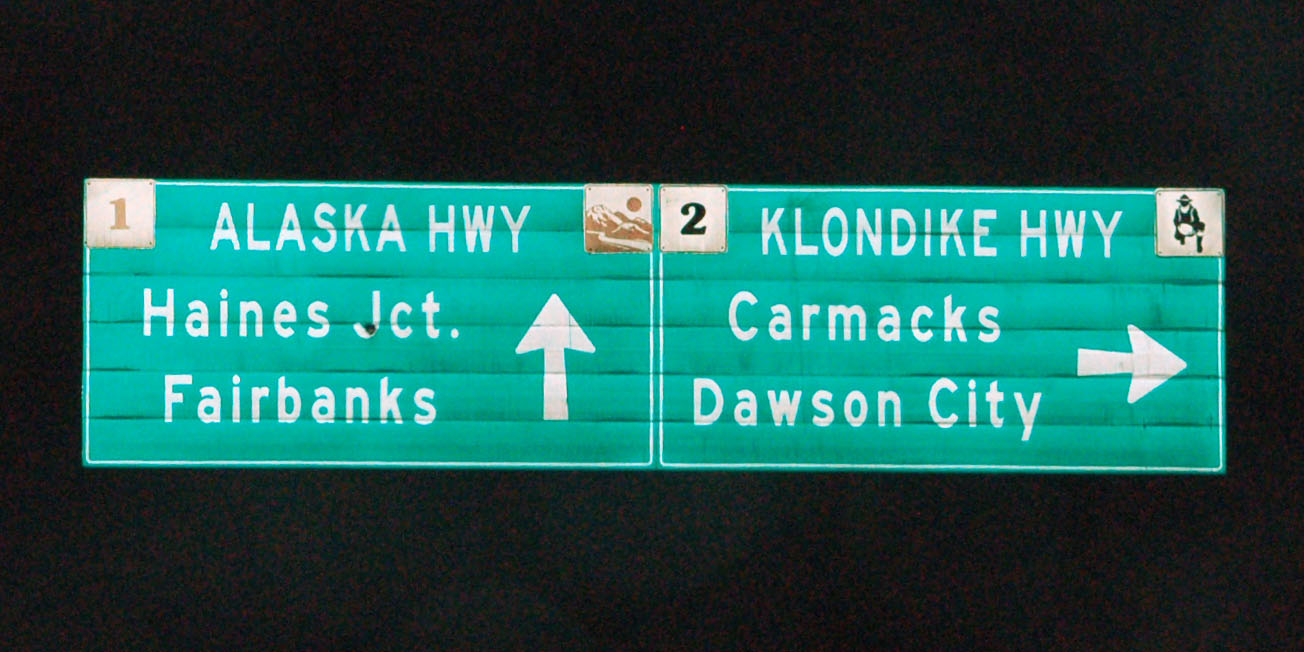 1 ALASKA HWY
Haines Jct.
Fairbanks
2 KLONDIKE HWY
Carmacks
Dawson City